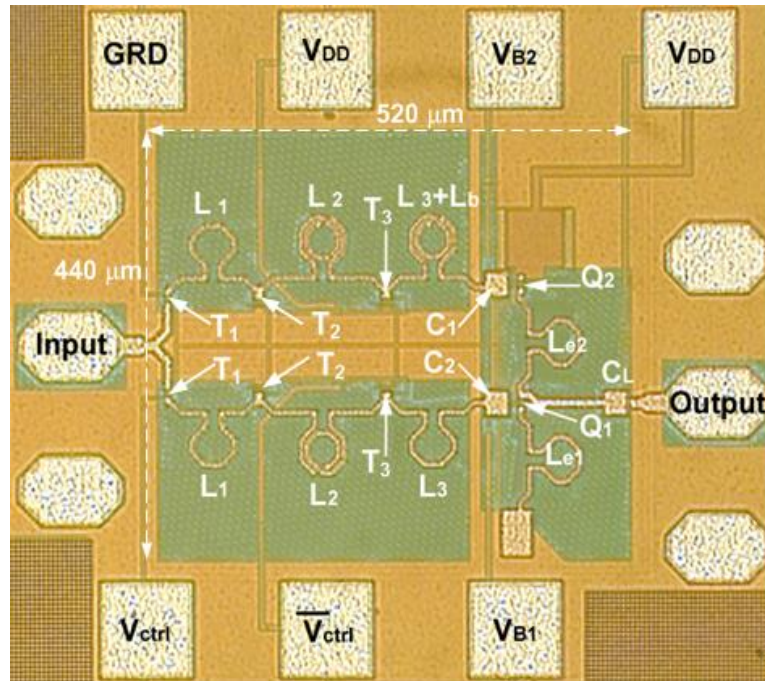 GRD VDD VB2 VDD
520 μm
L1 L2 T3 L3+Lb
440 μm
Q2
T1 T2 C1
Input T1 T2 C2 Le2 CL Output
Q1
L1 L2 T3 L3 Le1
Vctrl V̅ctrl VB1